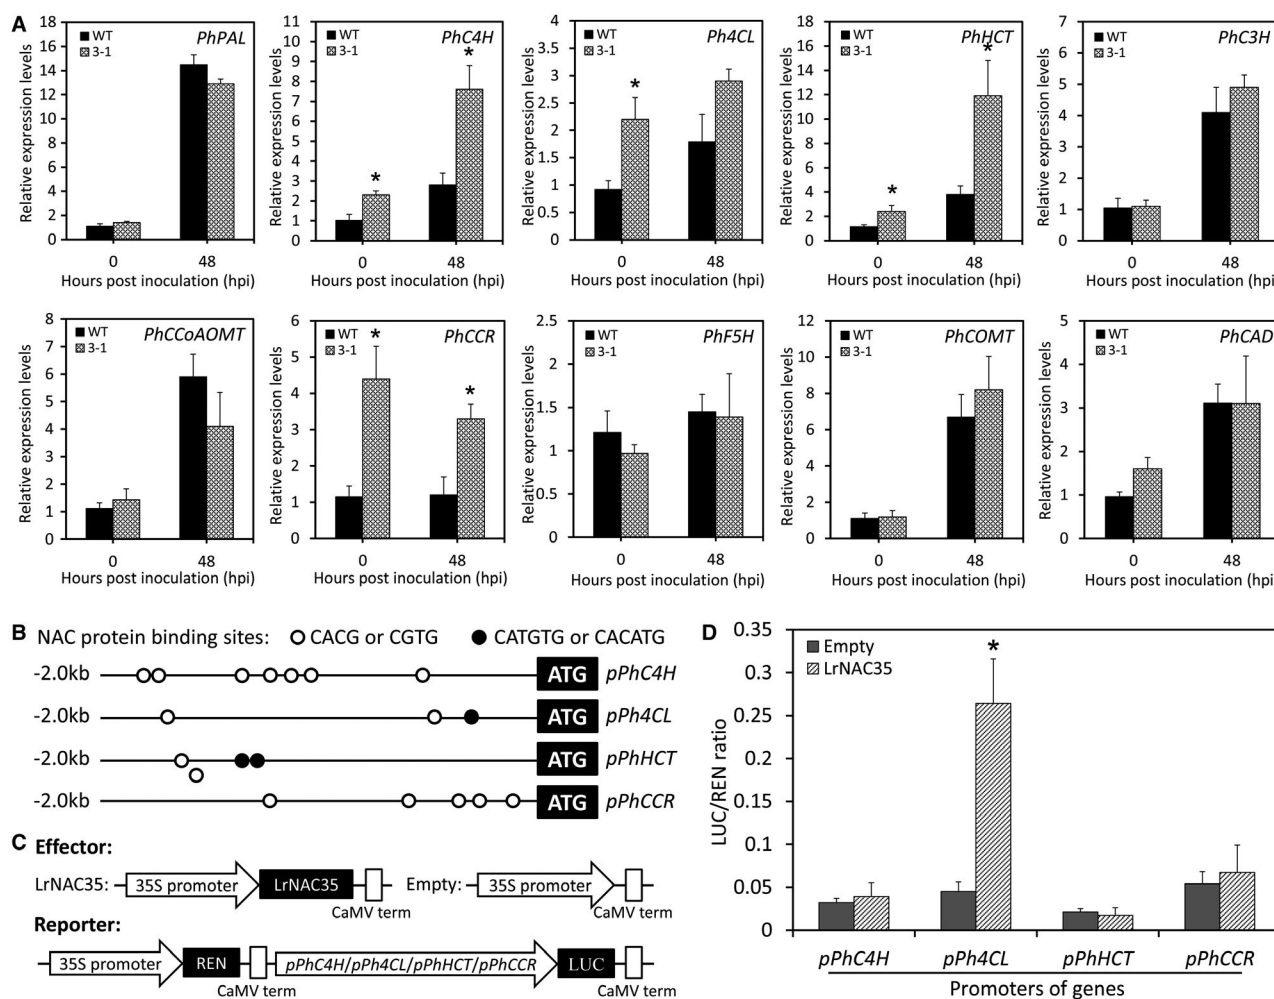 A
Relative expression levels
18
16
14
12
10
8
6
4
2
0
WT
3-1
PhPAL
0
48
Hours post inoculation (hpi)
Relative expression levels
11
10
9
8
7
6
5
4
3
2
1
0
WT
3-1
PhC4H
*
*
0
48
Hours post inoculation (hpi)
Relative expression levels
4
3.5
3
2.5
2
1.5
1
0.5
0
WT
3-1
Ph4CL
*
0
48
Hours post inoculation (hpi)
Relative expression levels
18
16
14
12
10
8
6
4
2
0
WT
3-1
PhHCT
*
*
0
48
Hours post inoculation (hpi)
Relative expression levels
7
6
5
4
3
2
1
0
WT
3-1
PhC3H
0
48
Hours post inoculation (hpi)
Relative expression levels
8
7
6
5
4
3
2
1
0
WT
3-1
PhCCoAOMT
0
48
Hours post inoculation (hpi)
Relative expression levels
6
5
4
3
2
1
0
WT
3-1
PhCCR
*
*
0
48
Hours post inoculation (hpi)
Relative expression levels
2.5
2
1.5
1
0.5
0
WT
3-1
PhF5H
0
48
Hours post inoculation (hpi)
Relative expression levels
12
10
8
6
4
2
0
WT
3-1
PhCOMT
0
48
Hours post inoculation (hpi)
Relative expression levels
5
4
3
2
1
0
WT
3-1
PhCAD
0
48
Hours post inoculation (hpi)
B
NAC protein binding sites: CACG or CGTG CATGTG or CACATG
-2.0kb ATG pPhC4H
-2.0kb ATG pPh4CL
-2.0kb ATG pPhHCT
-2.0kb ATG pPhCCR
C
Effector:
LrNAC35: 35S promoter LrNAC35 Empty: 35S promoter
CaMV term CaMV term
Reporter:
35S promoter REN pPhC4H/pPh4CL/pPhHCT/pPhCCR LUC
CaMV term CaMV term
D
LUC/REN ratio
0.35
0.3
0.25
0.2
0.15
0.1
0.05
0
Empty
LrNAC35
*
pPhC4H pPh4CL pPhHCT pPhCCR
Promoters of genes